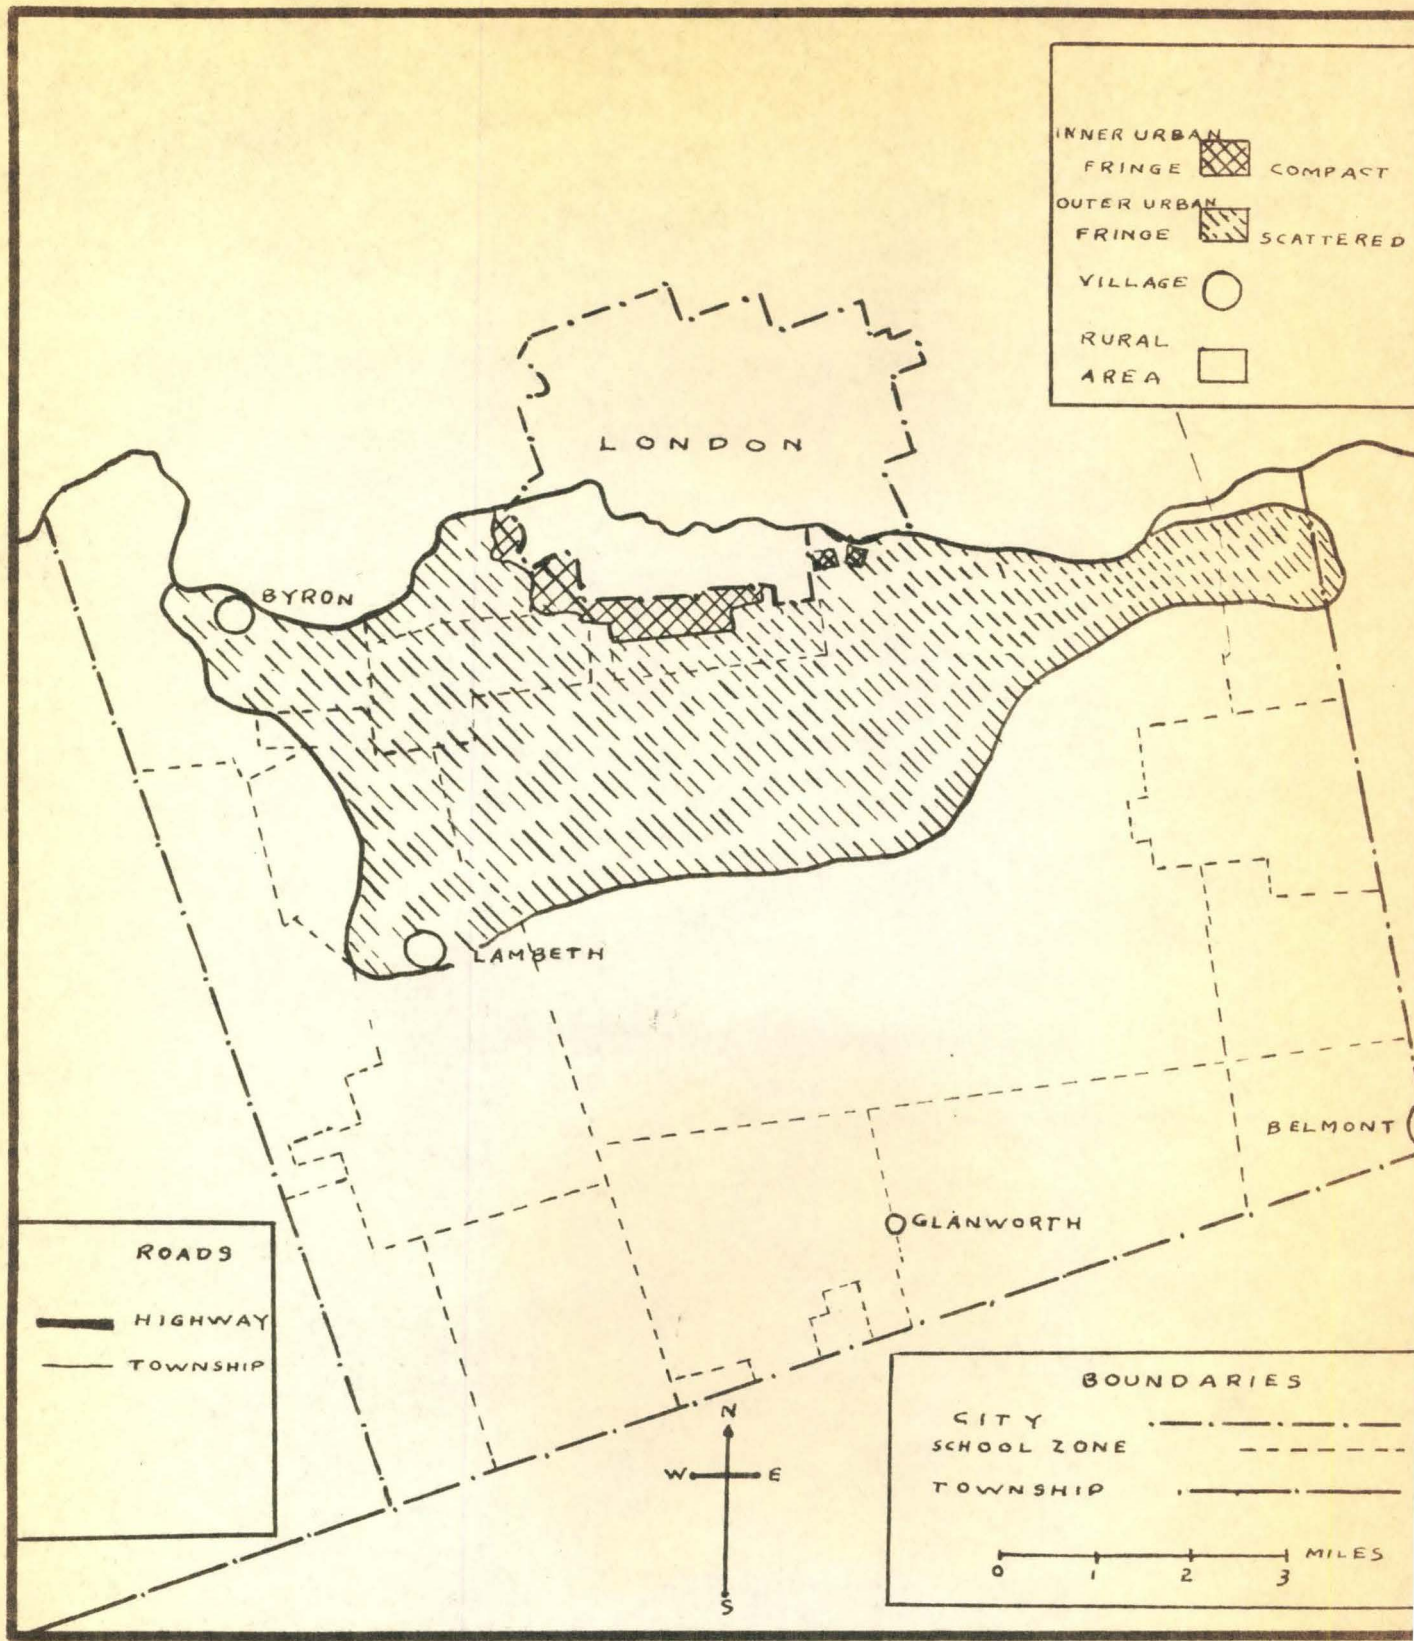 INNER URBAN
FRINGE COMPACT
OUTER URBAN
FRINGE SCATTERED
VILLAGE
RURAL
AREA
LONDON
BYRON
LAMBETH
BELMONT
GLANWORTH
ROADS
HIGHWAY
TOWNSHIP
N
W E
S
BOUNDARIES
CITY
SCHOOL ZONE
TOWNSHIP
MILES
0 1 2 3